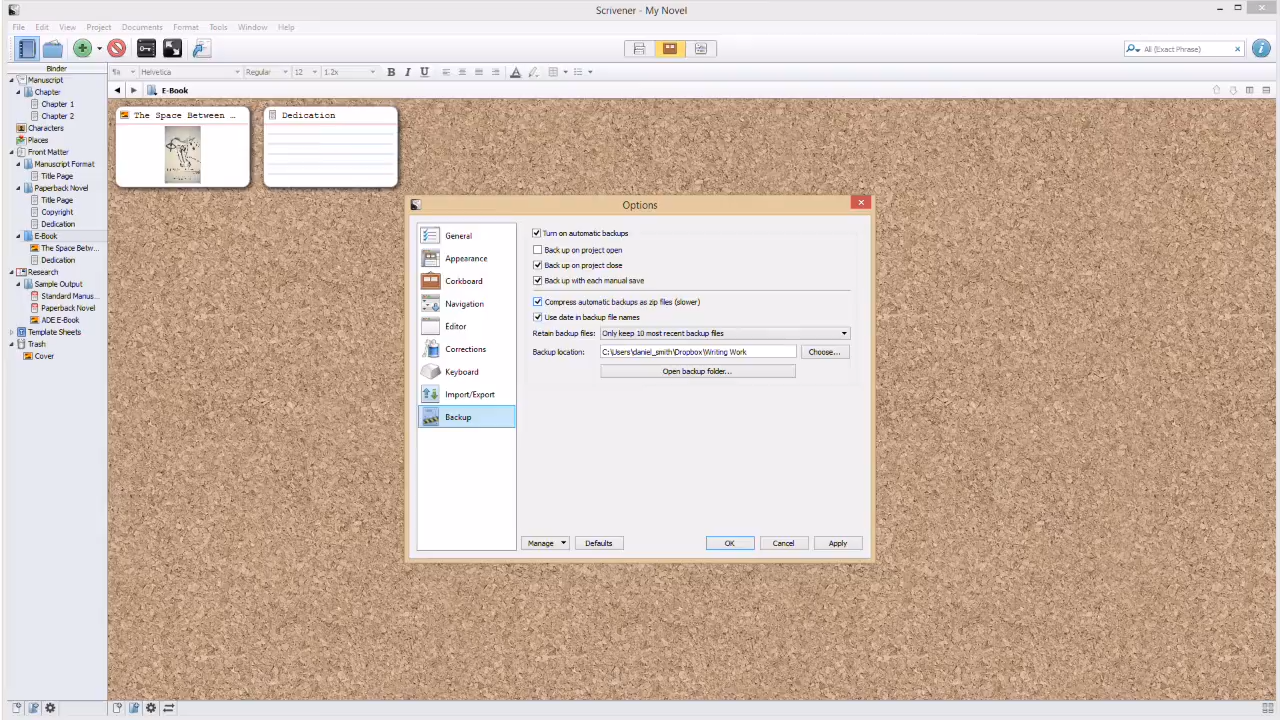 Scrivener - My Novel
File Edit View Project Documents Format Tools Window Help
All (Exact Phrase)
Binder
Helvetica Regular 12 1.2x B I U A
E-Book
Manuscript
Chapter
Chapter 1
Chapter 2
Characters
Places
Front Matter
Manuscript Format
Title Page
Paperback Novel
Title Page
Copyright
Dedication
E-Book
The Space Betw...
Dedication
Research
Sample Output
Standard Manus...
Paperback Novel
ADE E-Book
Template Sheets
Trash
Cover
The Space Between …
Dedication
Options
General
Appearance
Corkboard
Navigation
Editor
Corrections
Keyboard
Import/Export
Backup
Turn on automatic backups
Back up on project open
Back up on project close
Back up with each manual save
Compress automatic backups as zip files (slower)
Use date in backup file names
Retain backup files: Only keep 10 most recent backup files
Backup location: C:\Users\daniel_smith\Dropbox\Writing Work Choose...
Open backup folder...
Manage Defaults OK Cancel Apply